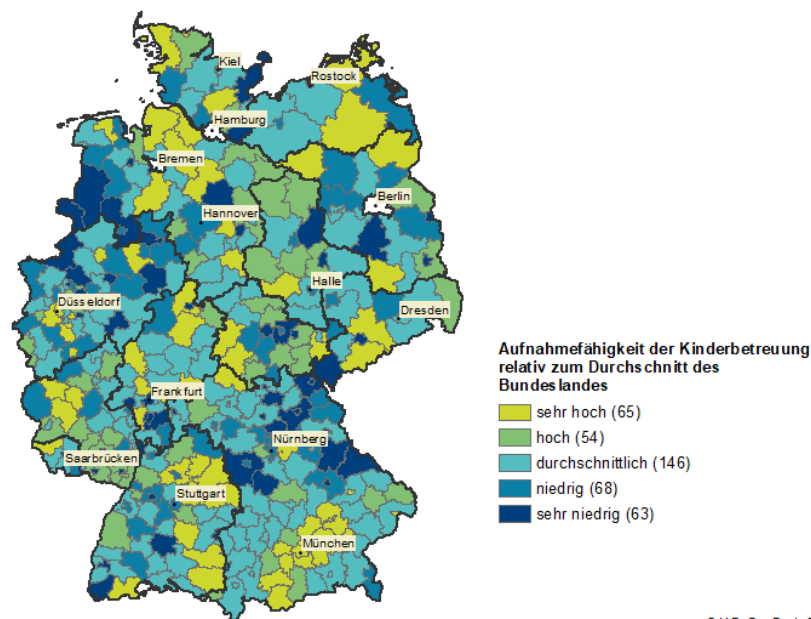 Kiel
Rostock
Hamburg
Bremen
Berlin
Hannover
Halle
Düsseldorf
Dresden
Frankfurt
Nürnberg
Saarbrücken
Stuttgart
München
Aufnahmefähigkeit der Kinderbetreuung
relativ zum Durchschnitt des
Bundeslandes
sehr hoch (65)
hoch (54)
durchschnittlich (146)
niedrig (68)
sehr niedrig (63)